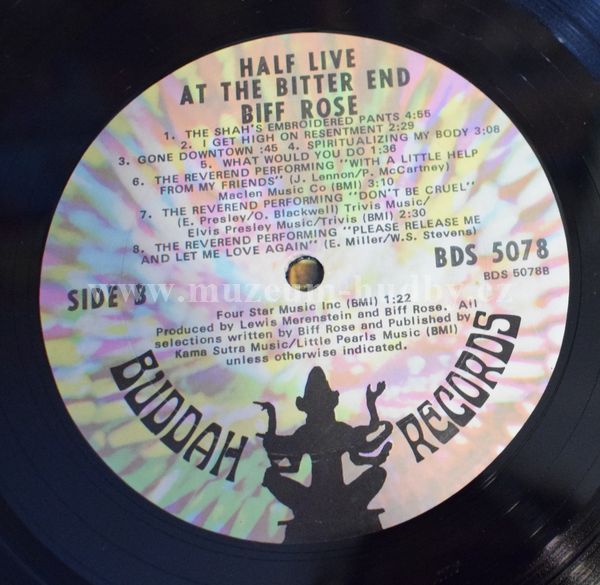 HALF LIVE
AT THE BITTER END
BIFF ROSE
1. THE SHAH'S EMBROIDERED PANTS 4:55
2. I GET HIGH ON RESENTMENT 2:29
3. GONE DOWNTOWN :45 4. SPIRITUALIZING MY BODY 3:08
5. WHAT WOULD YOU DO 1:36
6. THE REVEREND PERFORMING "WITH A LITTLE HELP
FROM MY FRIENDS" (J. Lennon/P. McCartney)
Maclen Music Co (BMI) 3:10
7. THE REVEREND PERFORMING "DON'T BE CRUEL"
(E. Presley/O. Blackwell) Trivis Music/
Elvis Presley Music/Trivis (BMI) 2:30
8. THE REVEREND PERFORMING "PLEASE RELEASE ME
AND LET ME LOVE AGAIN" (E. Miller/W.S. Stevens)
BDS 5078
BDS 5078B
SIDE B
www.muzeum-hudby.cz
Four Star Music Inc (BMI) 1:22
Produced by Lewis Merenstein and Biff Rose. All
selections written by Biff Rose and Published by
Kama Sutra Music/Little Pearls Music (BMI)
unless otherwise indicated.
BUDDAH RECORDS